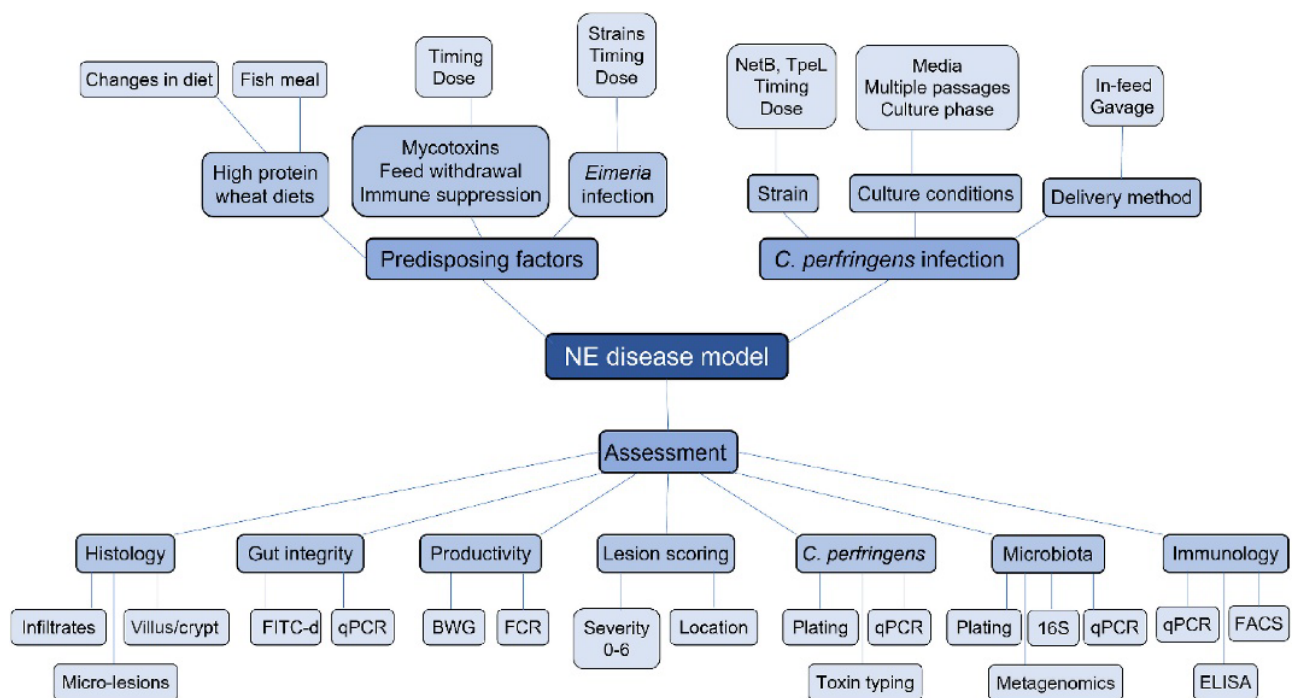 Changes in diet
Fish meal
Timing
Dose
Strains
Timing
Dose
NetB, TpeL
Timing
Dose
Media
Multiple passages
Culture phase
In-feed
Gavage
High protein
wheat diets
Mycotoxins
Feed withdrawal
Immune suppression
Eimeria
infection
Strain
Culture conditions
Delivery method
Predisposing factors
C. perfringens infection
NE disease model
Assessment
Histology
Gut integrity
Productivity
Lesion scoring
C. perfringens
Microbiota
Immunology
Infiltrates
Villus/crypt
FITC-d
qPCR
BWG
FCR
Severity
0-6
Location
Plating
qPCR
Plating
16S
qPCR
qPCR
FACS
Micro-lesions
Toxin typing
Metagenomics
ELISA